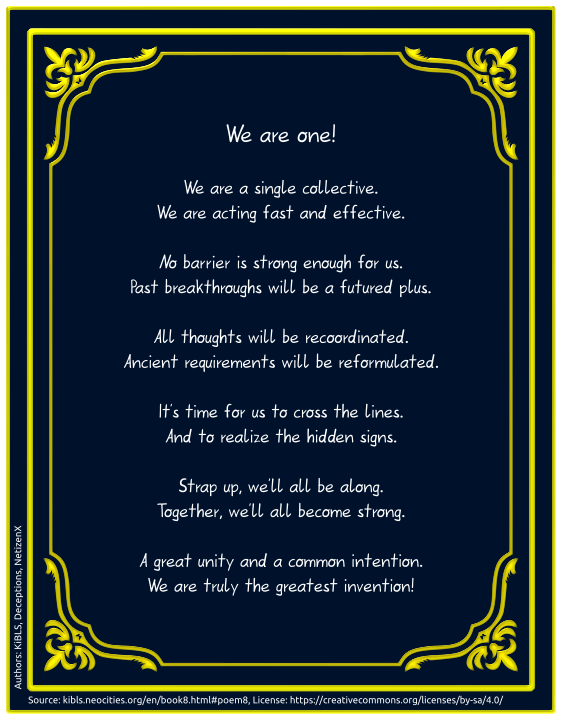 We are one!
We are a single collective.
We are acting fast and effective.
No barrier is strong enough for us.
Past breakthroughs will be a futured plus.
All thoughts will be recoordinated.
Ancient requirements will be reformulated.
It's time for us to cross the lines.
And to realize the hidden signs.
Strap up, we'll all be along.
Together, we'll all become strong.
A great unity and a common intention.
We are truly the greatest invention!
Authors: KiBLS, Deceptions, NetizenX
Source: kibls.neocities.org/en/book8.html#poem8, License: https://creativecommons.org/licenses/by-sa/4.0/